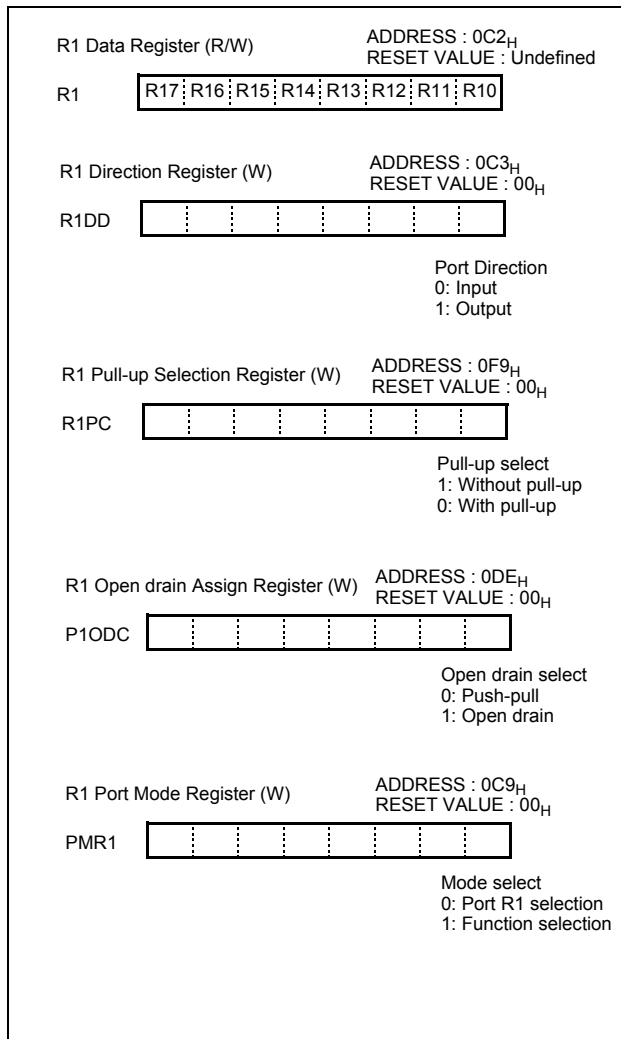 R1 Data Register (R/W)
ADDRESS : 0C2H
RESET VALUE : Undefined
R1
R17 R16 R15 R14 R13 R12 R11 R10
R1 Direction Register (W)
ADDRESS : 0C3H
RESET VALUE : 00H
R1DD
Port Direction
0: Input
1: Output
R1 Pull-up Selection Register (W)
ADDRESS : 0F9H
RESET VALUE : 00H
R1PC
Pull-up select
1: Without pull-up
0: With pull-up
R1 Open drain Assign Register (W)
ADDRESS : 0DEH
RESET VALUE : 00H
P1ODC
Open drain select
0: Push-pull
1: Open drain
R1 Port Mode Register (W)
ADDRESS : 0C9H
RESET VALUE : 00H
PMR1
Mode select
0: Port R1 selection
1: Function selection